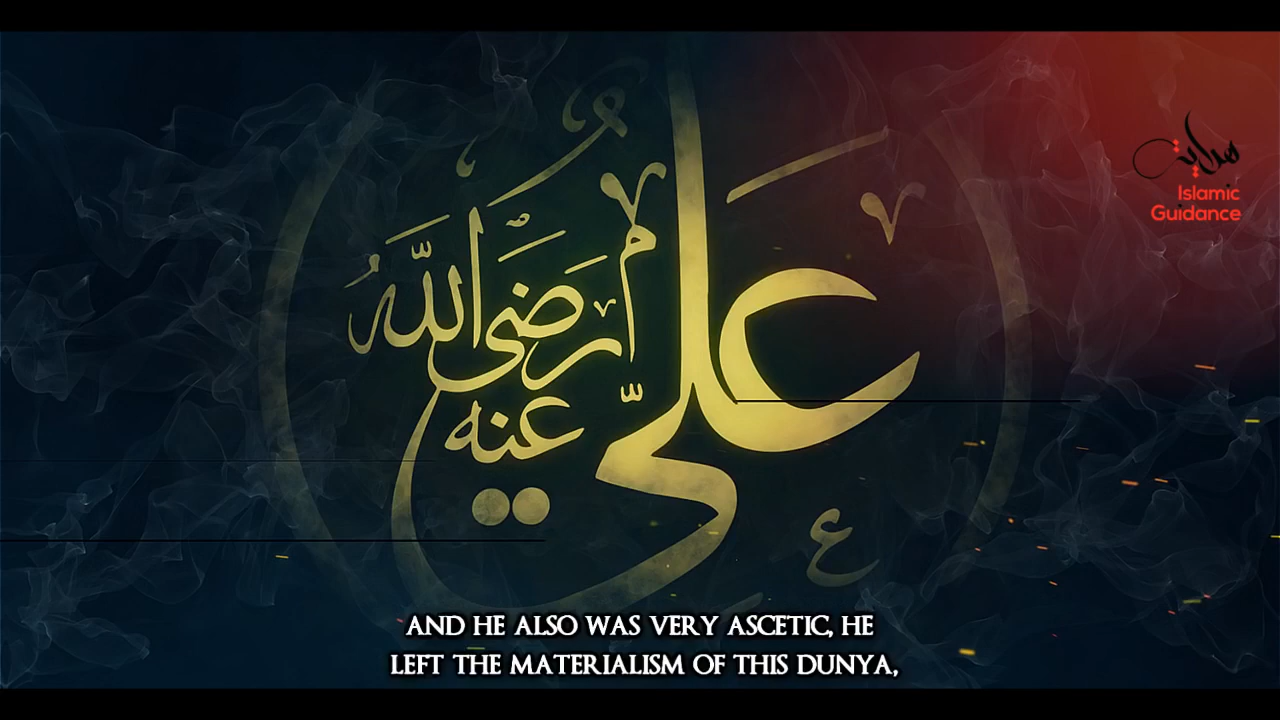 علي
رضي الله
عنه
هداية
Islamic
Guidance
AND HE ALSO WAS VERY ASCETIC, HE
LEFT THE MATERIALISM OF THIS DUNYA,